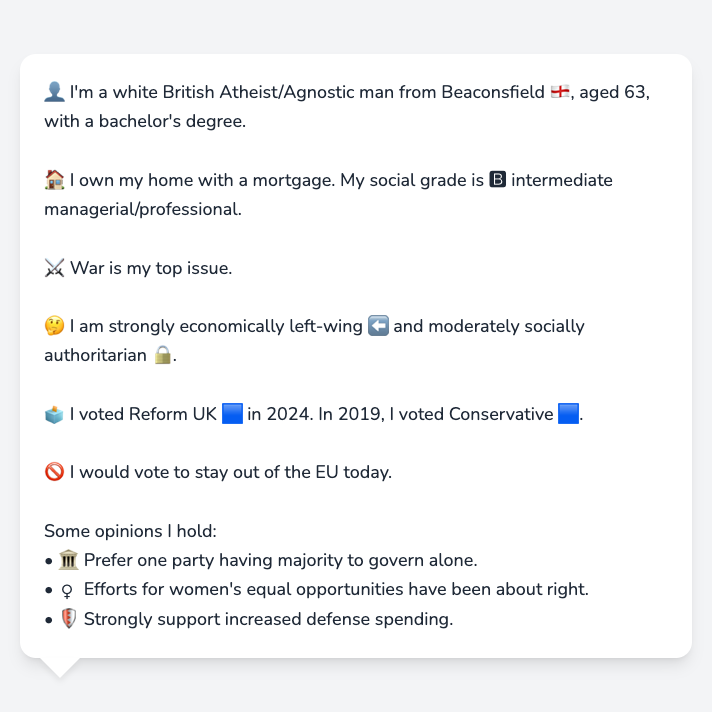 👤 I'm a white British Atheist/Agnostic man from Beaconsfield 🏴󠁧󠁢󠁥󠁮󠁧󠁿, aged 63,
with a bachelor's degree.
🏠 I own my home with a mortgage. My social grade is 🅱 intermediate
managerial/professional.
⚔ War is my top issue.
🤔 I am strongly economically left-wing ⬅️ and moderately socially
authoritarian 🔒.
🗳️ I voted Reform UK 🟦 in 2024. In 2019, I voted Conservative 🟦.
🚫 I would vote to stay out of the EU today.
Some opinions I hold:
• 🏛️ Prefer one party having majority to govern alone.
• ♀ Efforts for women's equal opportunities have been about right.
• 🛡️ Strongly support increased defense spending.